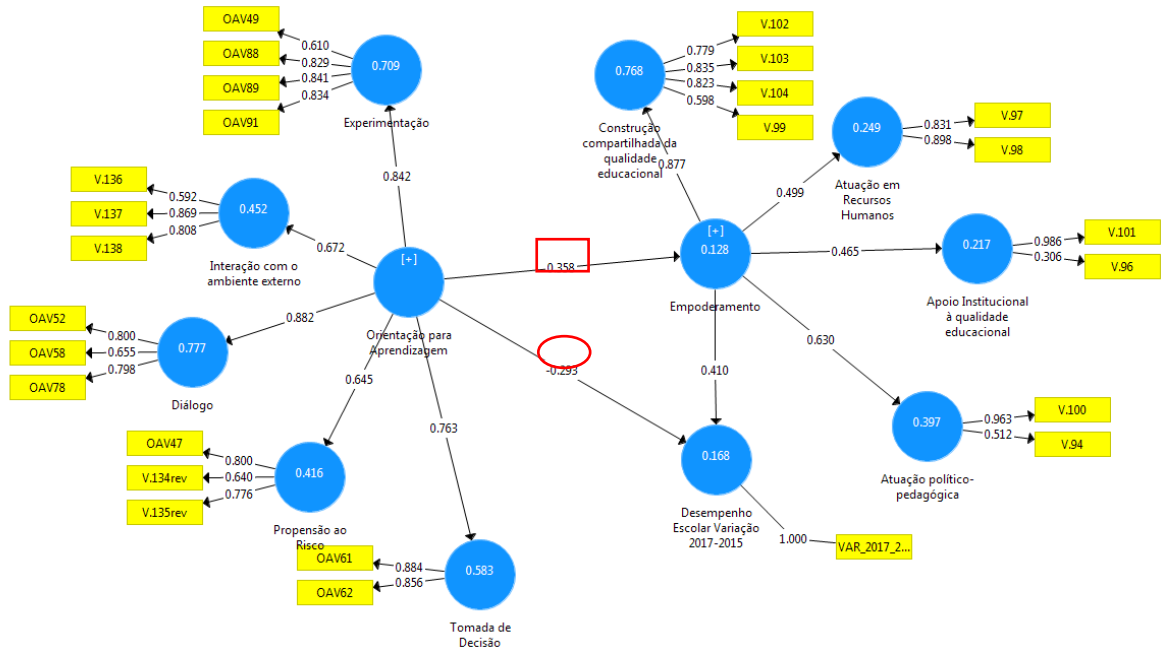 OAV49
OAV88
OAV89
OAV91
0.610
0.829
0.841
0.834
0.709
Experimentação
0.842
V.136
V.137
V.138
0.592
0.869
0.808
0.452
Interação com o
ambiente externo
0.672
OAV52
OAV58
OAV78
0.800
0.655
0.798
0.777
Diálogo
0.882
[+]
Orientação para
Aprendizagem
OAV47
V.134rev
V.135rev
0.800
0.640
0.776
0.416
Propensão ao
Risco
0.645
OAV61
OAV62
0.884
0.856
0.583
Tomada de
Decisão
0.763
0.358
-0.293
V.102
V.103
V.104
V.99
0.779
0.835
0.823
0.598
0.768
Construção
compartilhada da
qualidade
educacional
0.877
V.97
V.98
0.831
0.898
0.249
Atuação em
Recursos
Humanos
0.499
[+]
0.128
Empoderamento
0.465
V.101
V.96
0.986
0.306
0.217
Apoio Institucional
à qualidade
educacional
0.630
V.100
V.94
0.963
0.512
0.397
Atuação político-
pedagógica
0.410
0.168
Desempenho
Escolar Variação
2017-2015
1.000
VAR_2017_2...